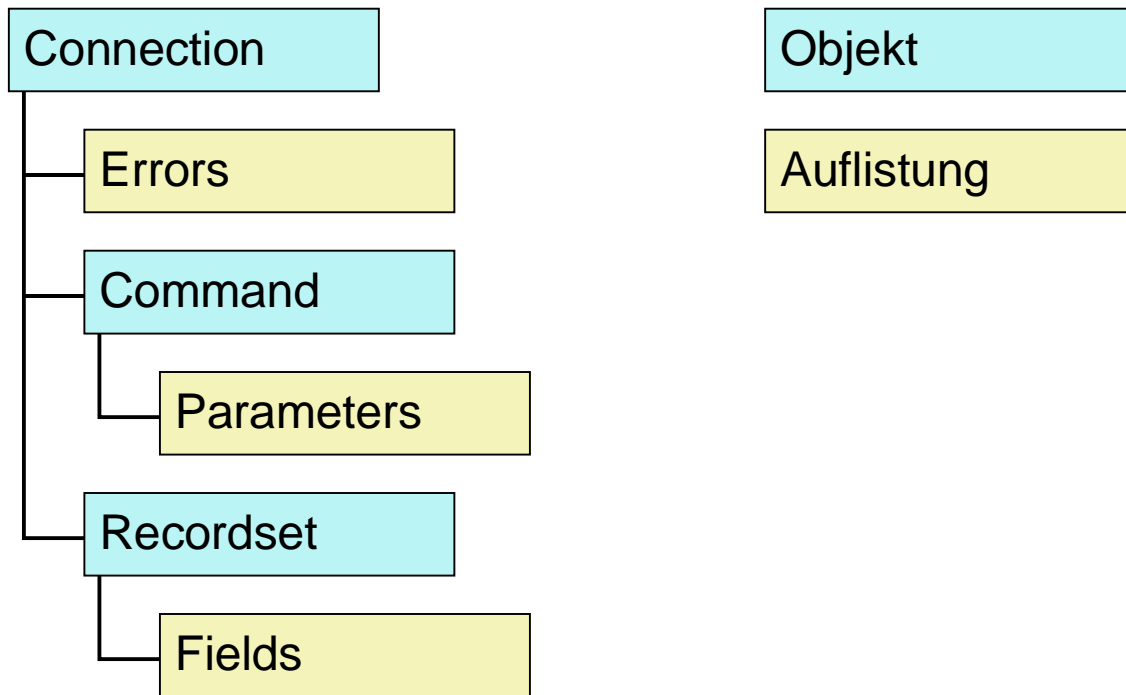 Connection
Errors
Command
Parameters
Recordset
Fields
Objekt
Auflistung